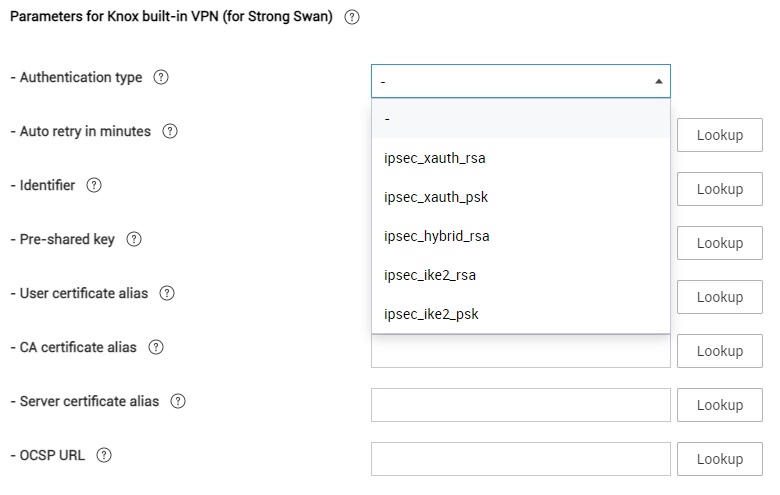 Parameters for Knox built-in VPN (for Strong Swan) ?
- Authentication type ? -
-
- Auto retry in minutes ? Lookup
ipsec_xauth_rsa
- Identifier ? Lookup
ipsec_xauth_psk
- Pre-shared key ? Lookup
ipsec_hybrid_rsa
ipsec_ike2_rsa
- User certificate alias ? Lookup
ipsec_ike2_psk
- CA certificate alias ? Lookup
- Server certificate alias ? Lookup
- OCSP URL ? Lookup